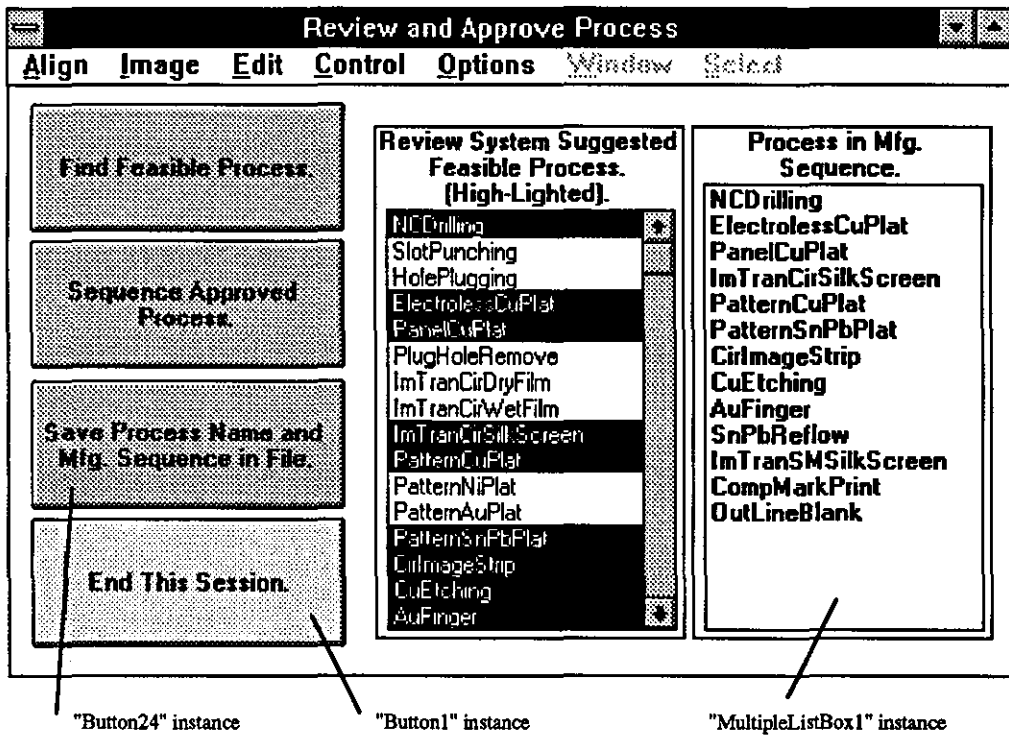 Review and Approve Process
Align Image Edit Control Options Window Select
Find Feasible Process.
Sequence Approved
Process.
Save Process Name and
Mfg. Sequence in File.
End This Session.
Review System Suggested
Feasible Process.
(High-Lighted).
NCDrilling
SlotPunching
HolePlugging
ElectrolessCuPlat
PanelCuPlat
PlugHoleRemove
ImTranCirDryFilm
ImTranCirWetFilm
ImTranCirSilkScreen
PatternCuPlat
PatternNiPlat
PatternAuPlat
PatternSnPbPlat
CirImageStrip
CuEtching
AuFinger
Process in Mfg.
Sequence.
NCDrilling
ElectrolessCuPlat
PanelCuPlat
ImTranCirSilkScreen
PatternCuPlat
PatternSnPbPlat
CirImageStrip
CuEtching
AuFinger
SnPbReflow
ImTranSMSilkScreen
CompMarkPrint
OutLineBlank
"Button24" instance
"Button1" instance
"MultipleListBox1" instance